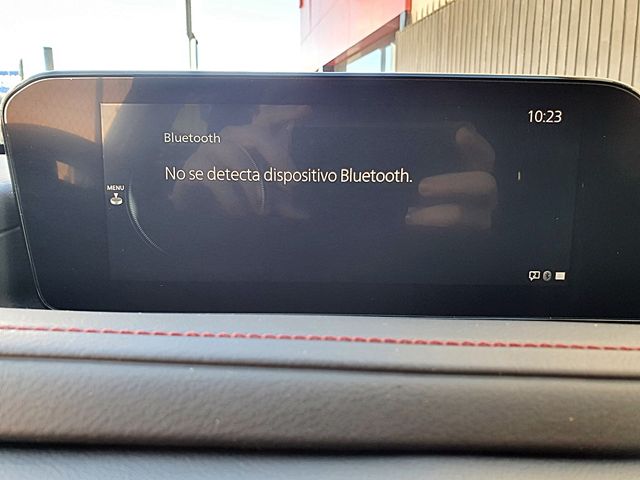 10:23
Bluetooth
No se detecta dispositivo Bluetooth.
MENU